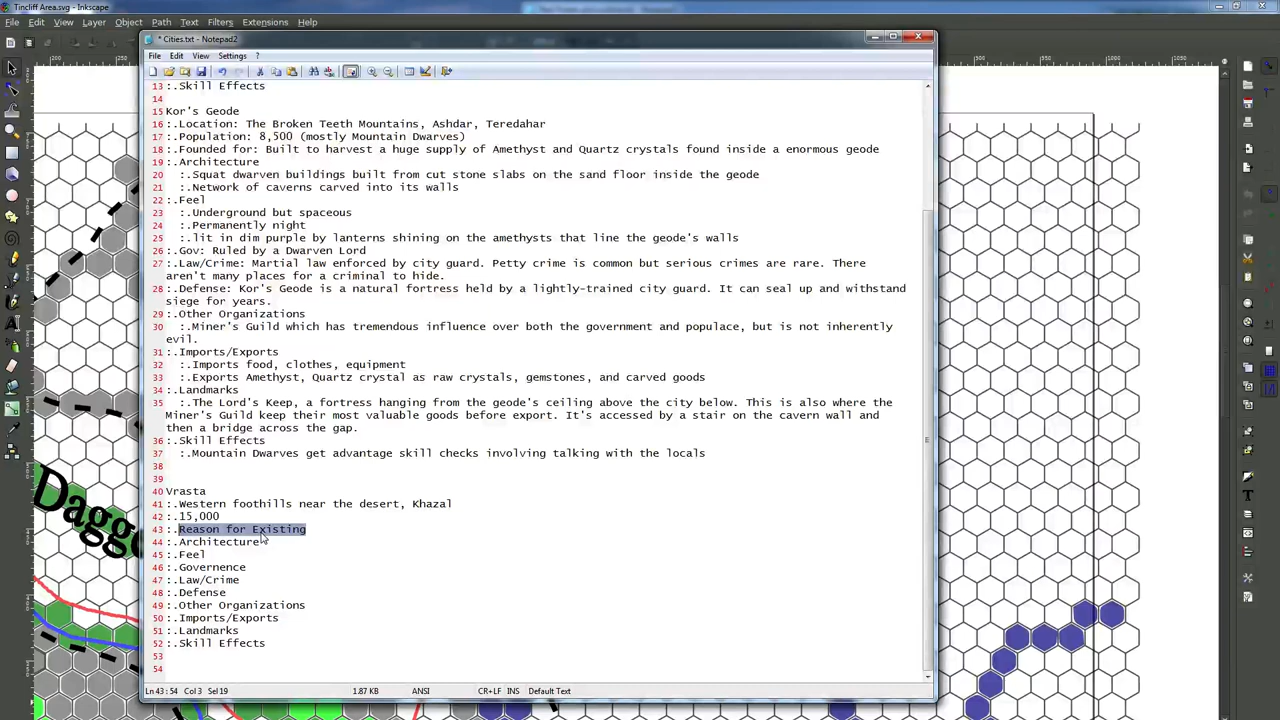 Tincliff Area.svg - Inkscape
File Edit View Layer Object Path Text Filters Extensions Help
* Cities.txt - Notepad2
File Edit View Settings ?
13 :.Skill Effects
14
15 Kor's Geode
16 :.Location: The Broken Teeth Mountains, Ashdar, Teredahar
17 :.Population: 8,500 (mostly Mountain Dwarves)
18 :.Founded for: Built to harvest a huge supply of Amethyst and Quartz crystals found inside a enormous geode
19 :.Architecture
20 :.Squat dwarven buildings built from cut stone slabs on the sand floor inside the geode
21 :.Network of caverns carved into its walls
22 :.Feel
23 :.Underground but spaceous
24 :.Permanently night
25 :.lit in dim purple by lanterns shining on the amethysts that line the geode's walls
26 :.Gov: Ruled by a Dwarven Lord
27 :.Law/Crime: Martial law enforced by city guard. Petty crime is common but serious crimes are rare. There
aren't many places for a criminal to hide.
28 :.Defense: Kor's Geode is a natural fortress held by a lightly-trained city guard. It can seal up and withstand
siege for years.
29 :.Other Organizations
30 :.Miner's Guild which has tremendous influence over both the government and populace, but is not inherently
evil.
31 :.Imports/Exports
32 :.Imports food, clothes, equipment
33 :.Exports Amethyst, Quartz crystal as raw crystals, gemstones, and carved goods
34 :.Landmarks
35 :.The Lord's Keep, a fortress hanging from the geode's ceiling above the city below. This is also where the
Miner's Guild keep their most valuable goods before export. It's accessed by a stair on the cavern wall and
then a bridge across the gap.
36 :.Skill Effects
37 :.Mountain Dwarves get advantage skill checks involving talking with the locals
38
39
40 Vrasta
41 :.Western foothills near the desert, Khazal
42 :.15,000
43 :.Reason for Existing
44 :.Architecture
45 :.Feel
46 :.Governence
47 :.Law/Crime
48 :.Defense
49 :.Other Organizations
50 :.Imports/Exports
51 :.Landmarks
52 :.Skill Effects
53
54
Dagg
Ln 43 : 54 Col 3 Sel 19 1.87 KB ANSI CR+LF INS Default Text